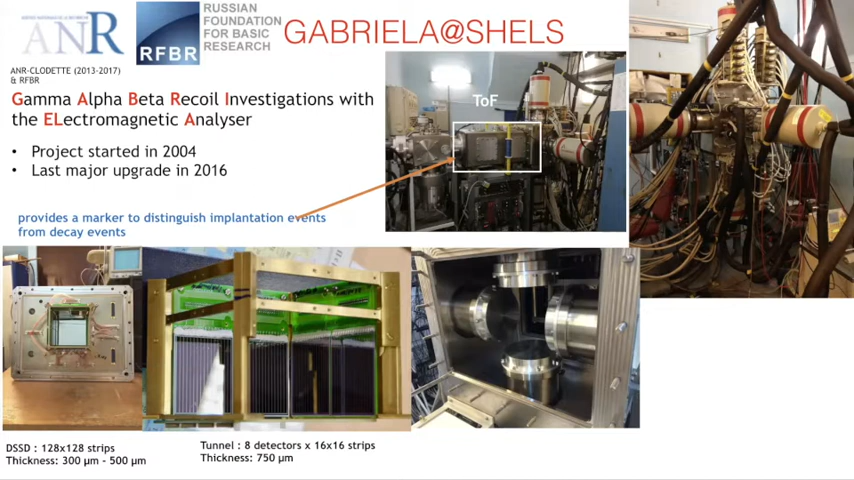 ANR
RFBR
RUSSIAN
FOUNDATION
FOR BASIC
RESEARCH
GABRIELA@SHELS
ANR-CLODETTE (2013-2017)
& RFBR
Gamma Alpha Beta Recoil Investigations with
the ELectromagnetic Analyser
• Project started in 2004
• Last major upgrade in 2016
ToF
provides a marker to distinguish implantation events
from decay events
DSSD : 128x128 strips
Thickness: 300 µm - 500 µm
Tunnel : 8 detectors x 16x16 strips
Thickness: 750 µm